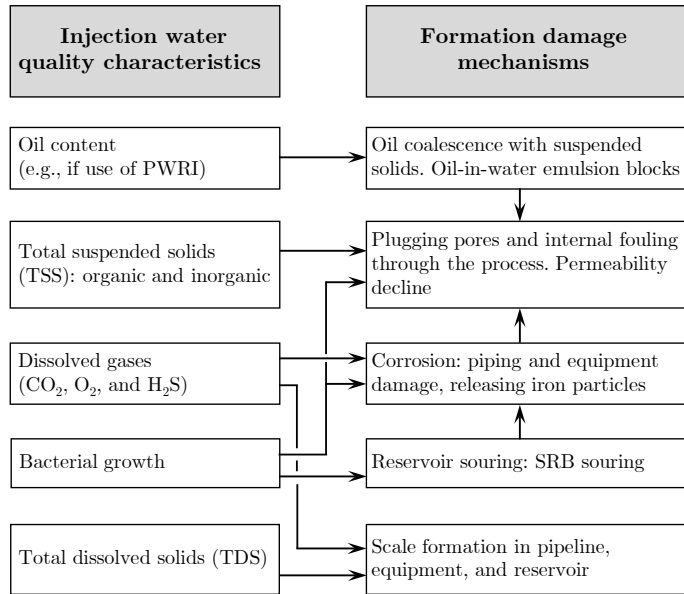 Injection water
quality characteristics
Formation damage
mechanisms
Oil content
(e.g., if use of PWRI)
Oil coalescence with suspended
solids. Oil-in-water emulsion blocks
Total suspended solids
(TSS): organic and inorganic
Plugging pores and internal fouling
through the process. Permeability
decline
Dissolved gases
(CO₂, O₂, and H₂S)
Corrosion: piping and equipment
damage, releasing iron particles
Bacterial growth
Reservoir souring: SRB souring
Total dissolved solids (TDS)
Scale formation in pipeline,
equipment, and reservoir